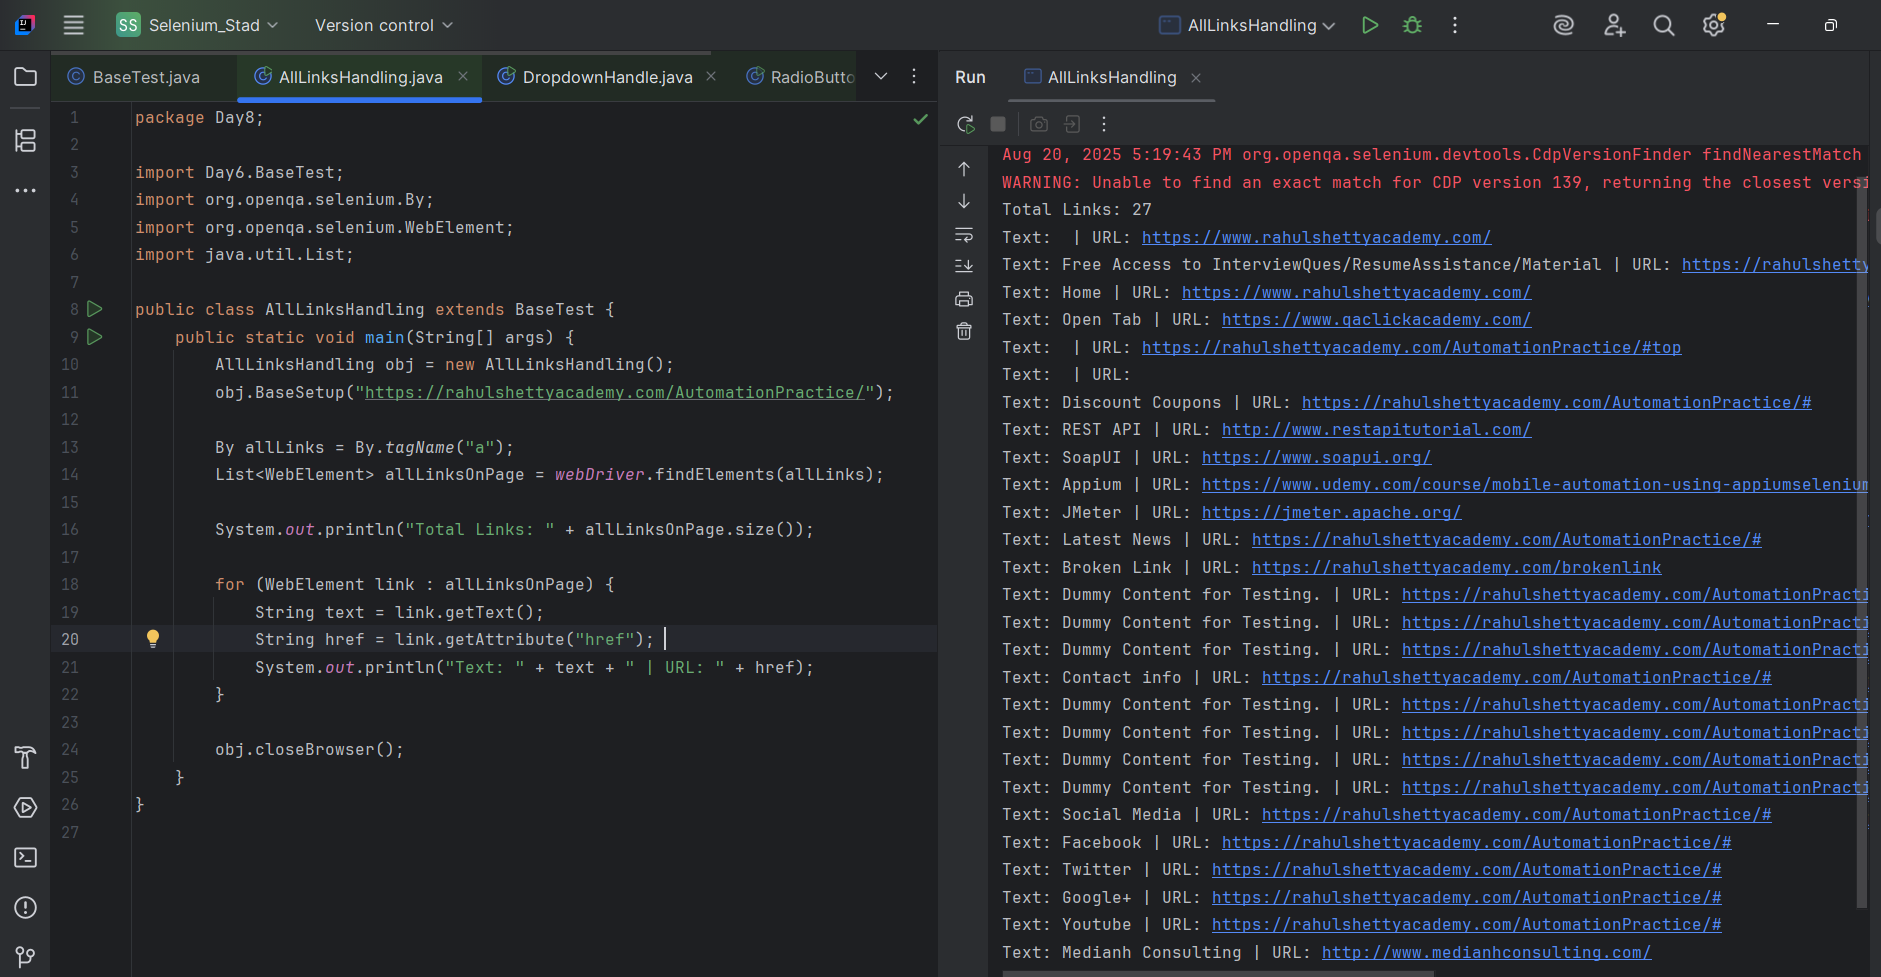 SS Selenium_Stad Version control AllLinksHandling
BaseTest.java AllLinksHandling.java DropdownHandle.java RadioButto Run AllLinksHandling
1 package Day8;
2
3 import Day6.BaseTest;
4 import org.openqa.selenium.By;
5 import org.openqa.selenium.WebElement;
6 import java.util.List;
7
8 public class AllLinksHandling extends BaseTest {
9 public static void main(String[] args) {
10 AllLinksHandling obj = new AllLinksHandling();
11 obj.BaseSetup("https://rahulshettyacademy.com/AutomationPractice/");
12
13 By allLinks = By.tagName("a");
14 List<WebElement> allLinksOnPage = webDriver.findElements(allLinks);
15
16 System.out.println("Total Links: " + allLinksOnPage.size());
17
18 for (WebElement link : allLinksOnPage) {
19 String text = link.getText();
20 String href = link.getAttribute("href");
21 System.out.println("Text: " + text + " | URL: " + href);
22 }
23
24 obj.closeBrowser();
25 }
26 }
27
Aug 20, 2025 5:19:43 PM org.openqa.selenium.devtools.CdpVersionFinder findNearestMatch
WARNING: Unable to find an exact match for CDP version 139, returning the closest versi
Total Links: 27
Text:  | URL: https://www.rahulshettyacademy.com/
Text: Free Access to InterviewQues/ResumeAssistance/Material | URL: https://rahulshetty
Text: Home | URL: https://www.rahulshettyacademy.com/
Text: Open Tab | URL: https://www.qaclickacademy.com/
Text:  | URL: https://rahulshettyacademy.com/AutomationPractice/#top
Text:  | URL:
Text: Discount Coupons | URL: https://rahulshettyacademy.com/AutomationPractice/#
Text: REST API | URL: http://www.restapitutorial.com/
Text: SoapUI | URL: https://www.soapui.org/
Text: Appium | URL: https://www.udemy.com/course/mobile-automation-using-appiumselenium
Text: JMeter | URL: https://jmeter.apache.org/
Text: Latest News | URL: https://rahulshettyacademy.com/AutomationPractice/#
Text: Broken Link | URL: https://rahulshettyacademy.com/brokenlink
Text: Dummy Content for Testing. | URL: https://rahulshettyacademy.com/AutomationPracti
Text: Dummy Content for Testing. | URL: https://rahulshettyacademy.com/AutomationPracti
Text: Dummy Content for Testing. | URL: https://rahulshettyacademy.com/AutomationPracti
Text: Contact info | URL: https://rahulshettyacademy.com/AutomationPractice/#
Text: Dummy Content for Testing. | URL: https://rahulshettyacademy.com/AutomationPracti
Text: Dummy Content for Testing. | URL: https://rahulshettyacademy.com/AutomationPracti
Text: Dummy Content for Testing. | URL: https://rahulshettyacademy.com/AutomationPracti
Text: Dummy Content for Testing. | URL: https://rahulshettyacademy.com/AutomationPracti
Text: Social Media | URL: https://rahulshettyacademy.com/AutomationPractice/#
Text: Facebook | URL: https://rahulshettyacademy.com/AutomationPractice/#
Text: Twitter | URL: https://rahulshettyacademy.com/AutomationPractice/#
Text: Google+ | URL: https://rahulshettyacademy.com/AutomationPractice/#
Text: Youtube | URL: https://rahulshettyacademy.com/AutomationPractice/#
Text: Medianh Consulting | URL: http://www.medianhconsulting.com/